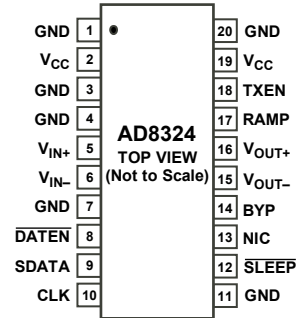 GND 1 20 GND
VCC 2 19 VCC
GND 3 18 TXEN
GND 4 17 RAMP
AD8324
VIN+ 5 16 VOUT+
TOP VIEW
VIN– 6 15 VOUT–
(Not to Scale)
GND 7 14 BYP
DATEN 8 13 NIC
SDATA 9 12 SLEEP
CLK 10 11 GND